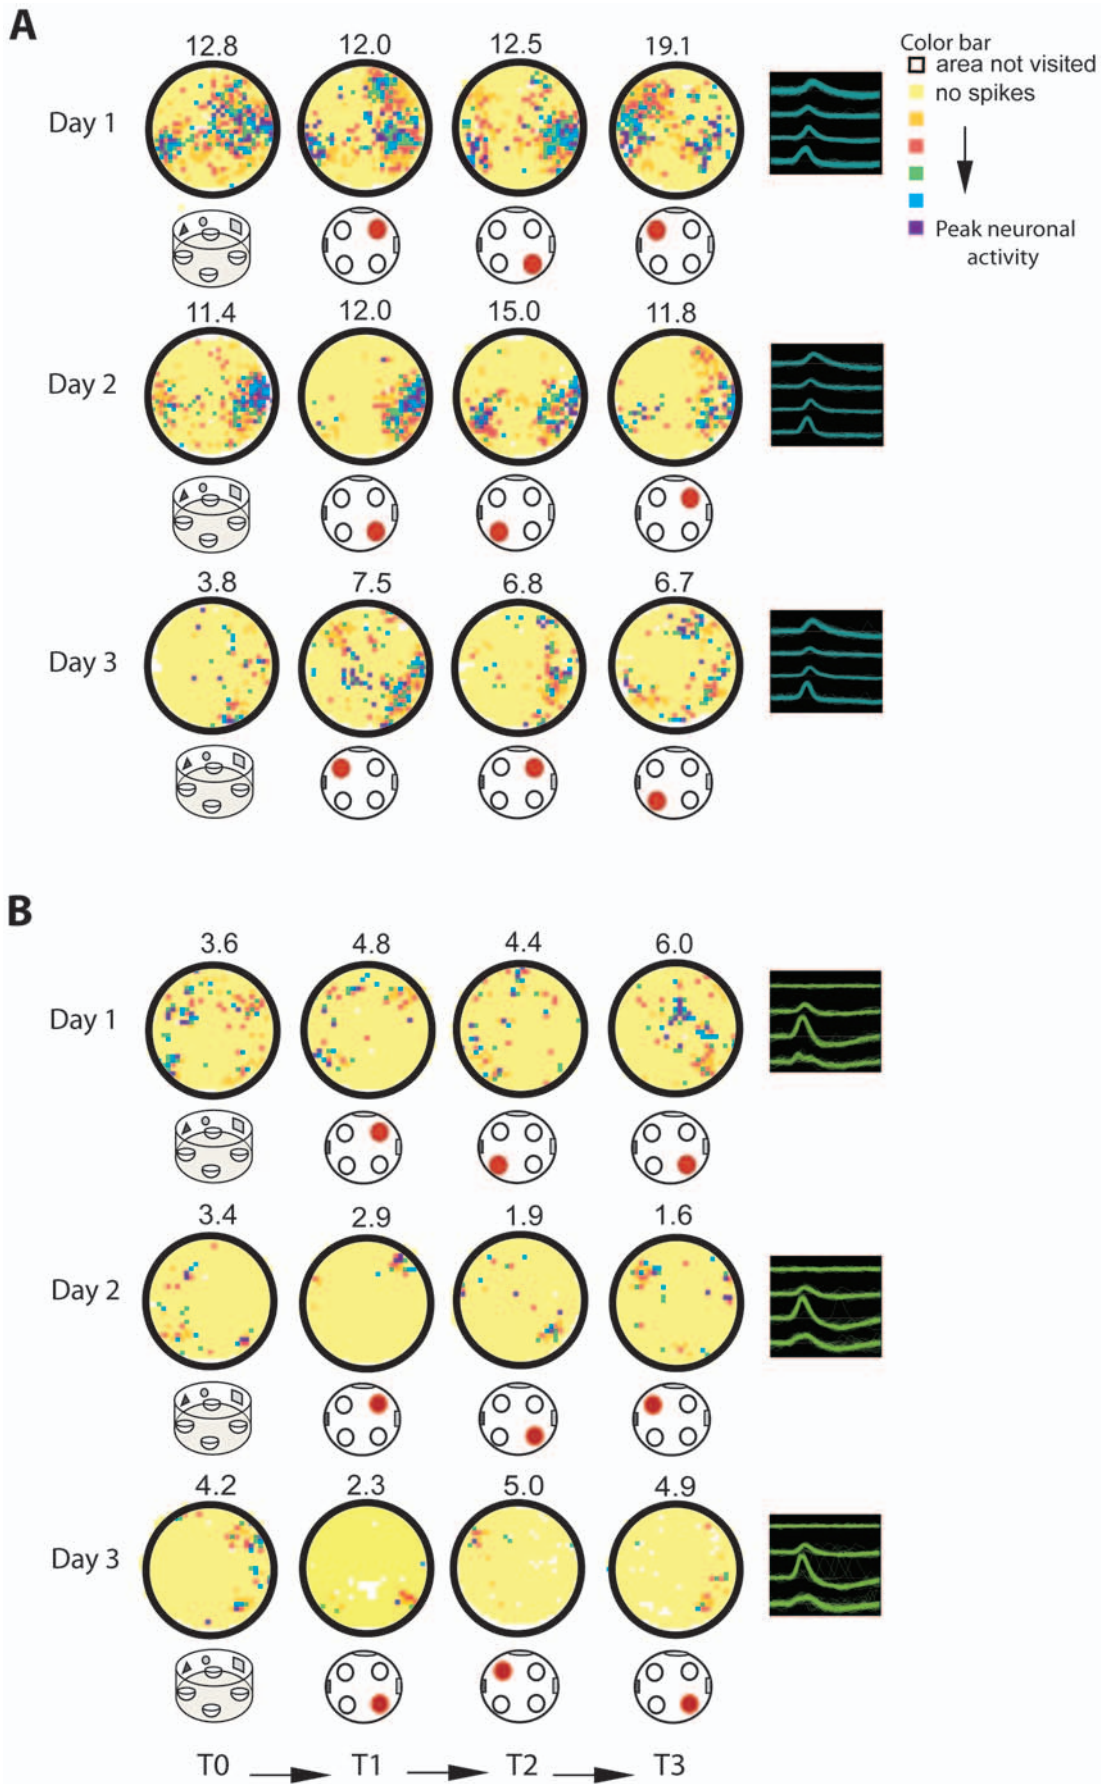 A
12.8 12.0 12.5 19.1
Color bar
area not visited
no spikes
Peak neuronal
activity
Day 1
11.4 12.0 15.0 11.8
Day 2
3.8 7.5 6.8 6.7
Day 3
B
3.6 4.8 4.4 6.0
Day 1
3.4 2.9 1.9 1.6
Day 2
4.2 2.3 5.0 4.9
Day 3
T0 T1 T2 T3